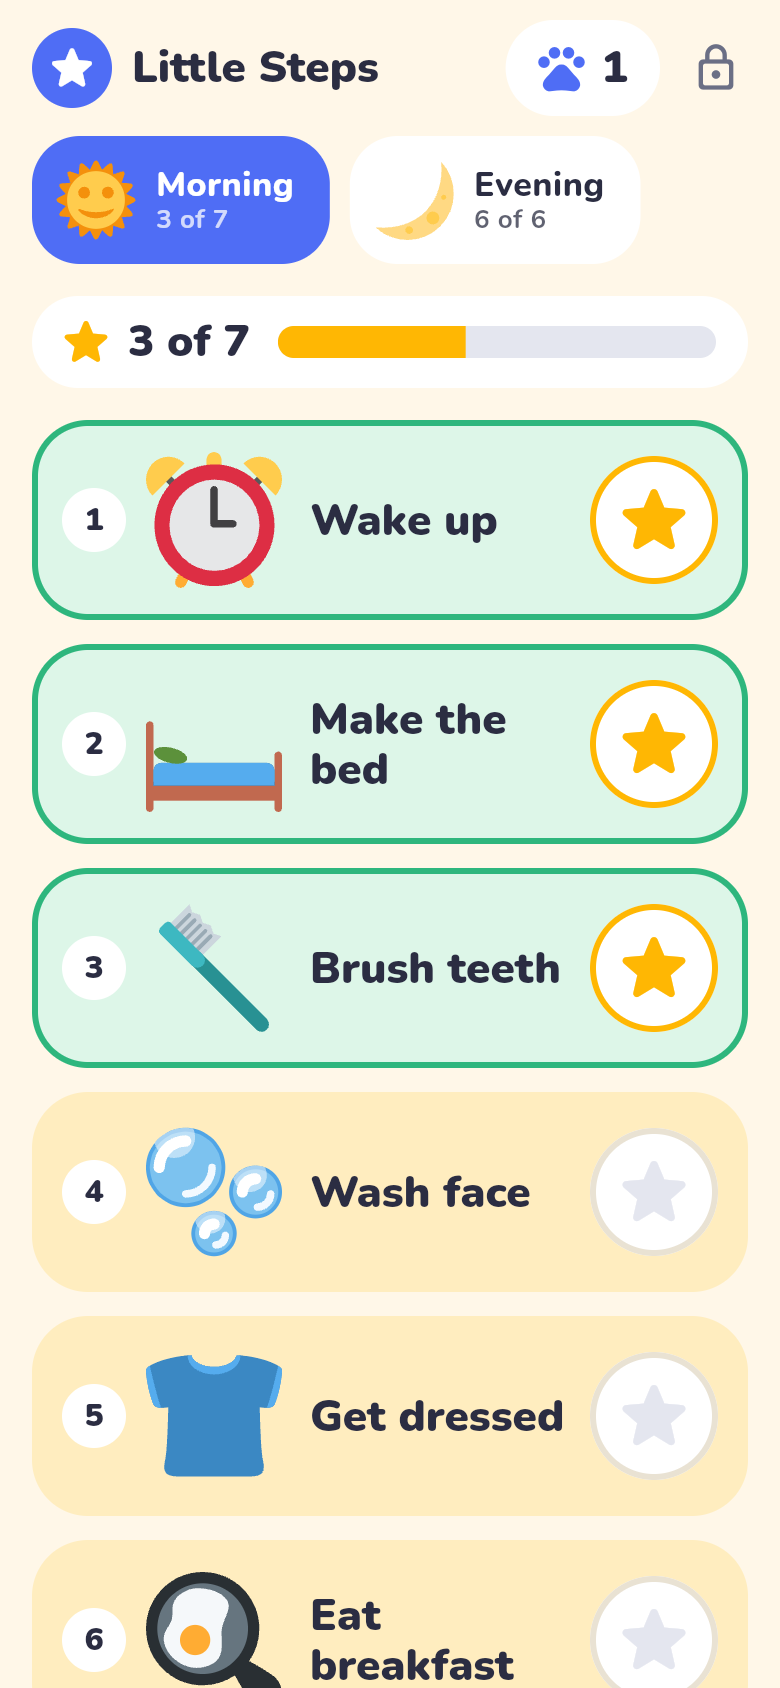 Little Steps
1
Morning
3 of 7
Evening
6 of 6
3 of 7
1
Wake up
2
Make the
bed
3
Brush teeth
4
Wash face
5
Get dressed
6
Eat
breakfast